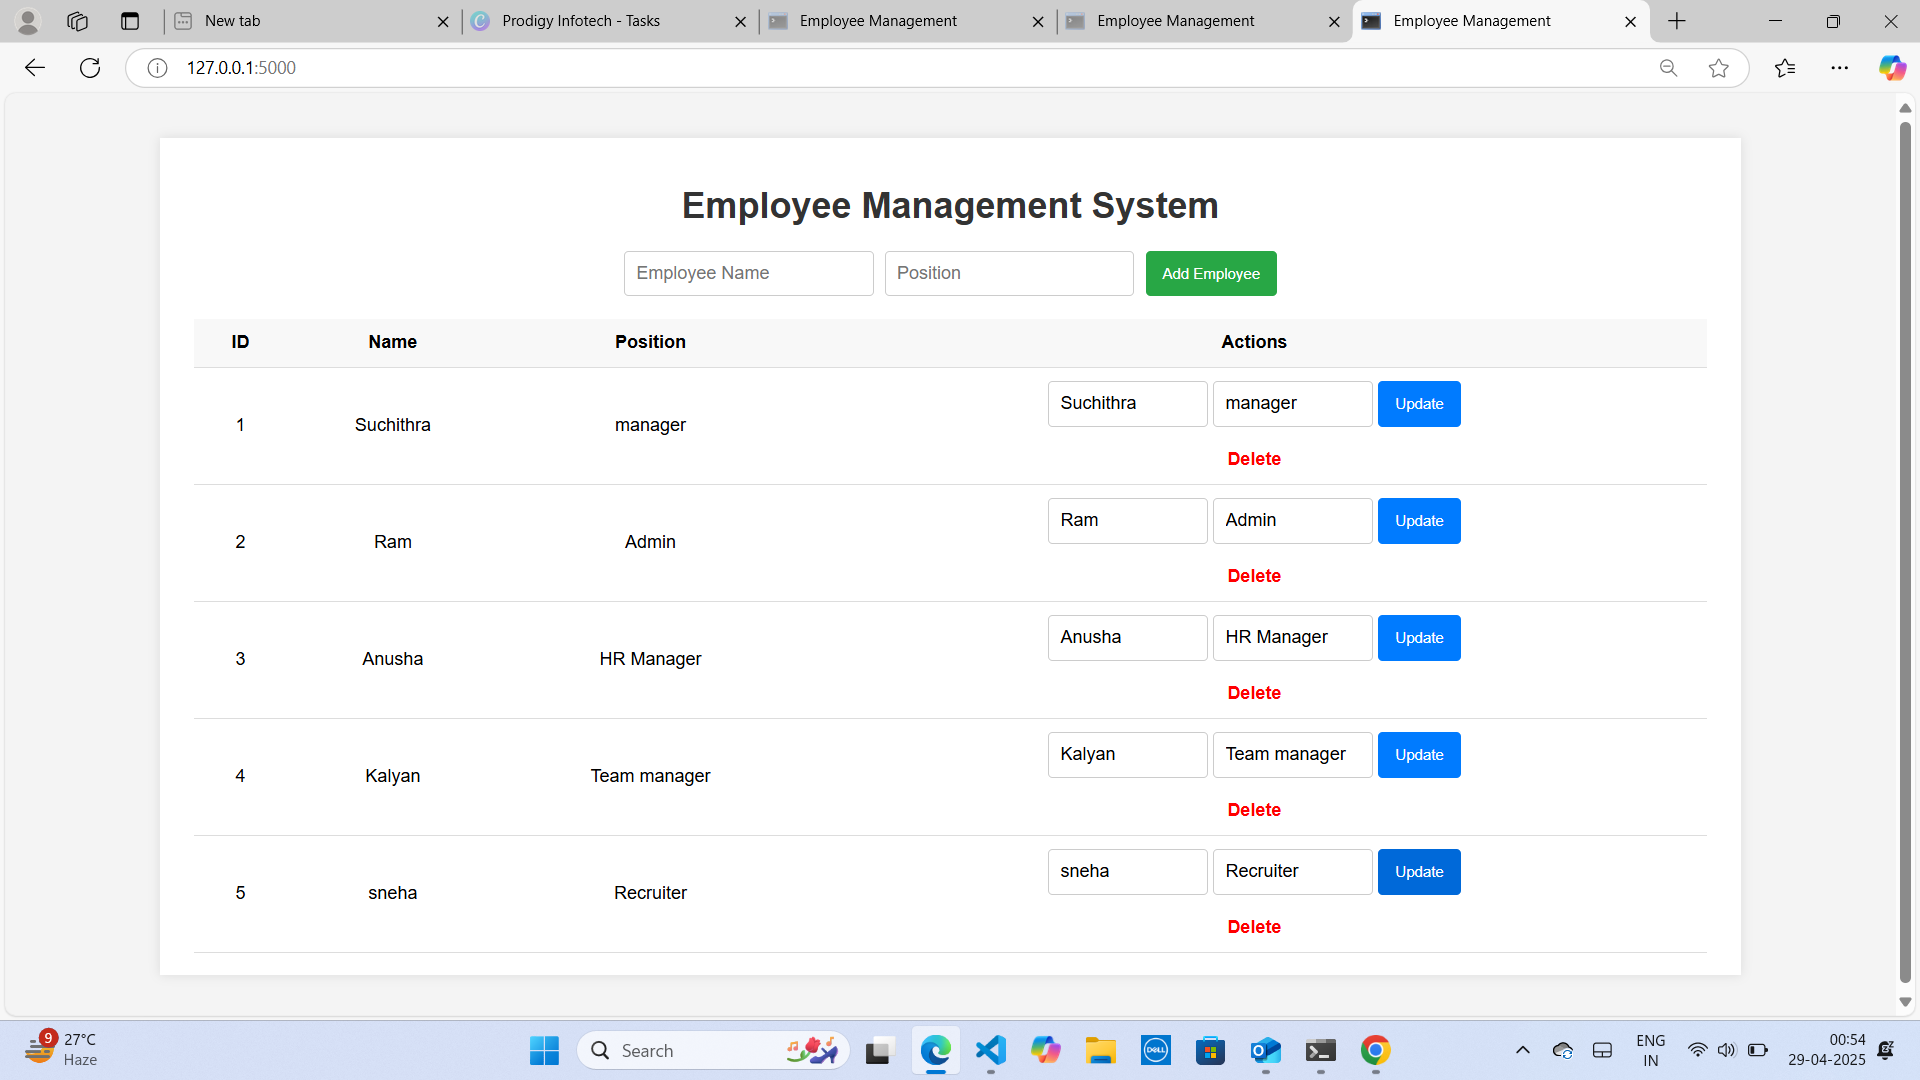 New tab
Prodigy Infotech - Tasks
Employee Management
Employee Management
Employee Management
127.0.0.1:5000
Employee Management System
Employee Name
Position
Add Employee
ID Name Position Actions
Suchithra manager Update
1 Suchithra manager
Delete
Ram Admin Update
2 Ram Admin
Delete
Anusha HR Manager Update
3 Anusha HR Manager
Delete
Kalyan Team manager Update
4 Kalyan Team manager
Delete
sneha Recruiter Update
5 sneha Recruiter
Delete
9
27°C
Haze
Search
DELL
ENG
IN
00:54
29-04-2025